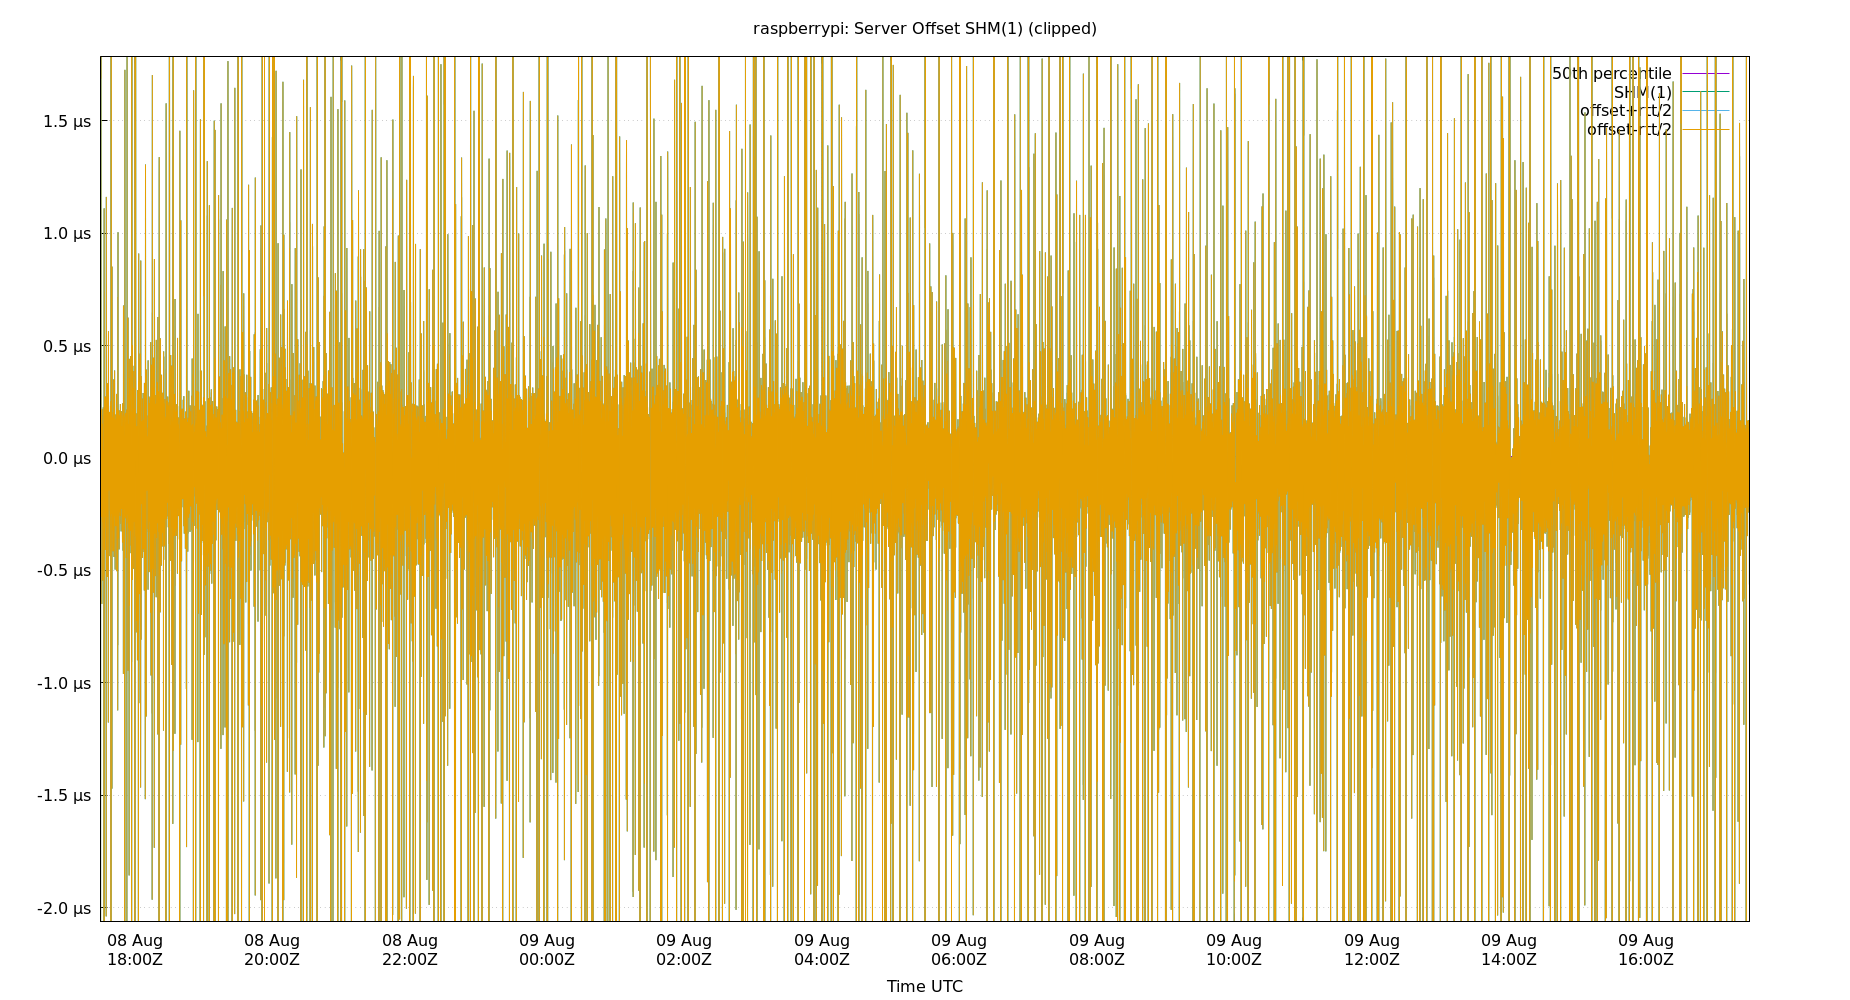 raspberrypi: Server Offset SHM(1) (clipped)
50th percentile
SHM(1)
offset+rtt/2
offset-rtt/2
1.5 µs
1.0 µs
0.5 µs
0.0 µs
-0.5 µs
-1.0 µs
-1.5 µs
-2.0 µs
08 Aug 08 Aug 08 Aug 09 Aug 09 Aug 09 Aug 09 Aug 09 Aug 09 Aug 09 Aug 09 Aug 09 Aug
18:00Z 20:00Z 22:00Z 00:00Z 02:00Z 04:00Z 06:00Z 08:00Z 10:00Z 12:00Z 14:00Z 16:00Z
Time UTC